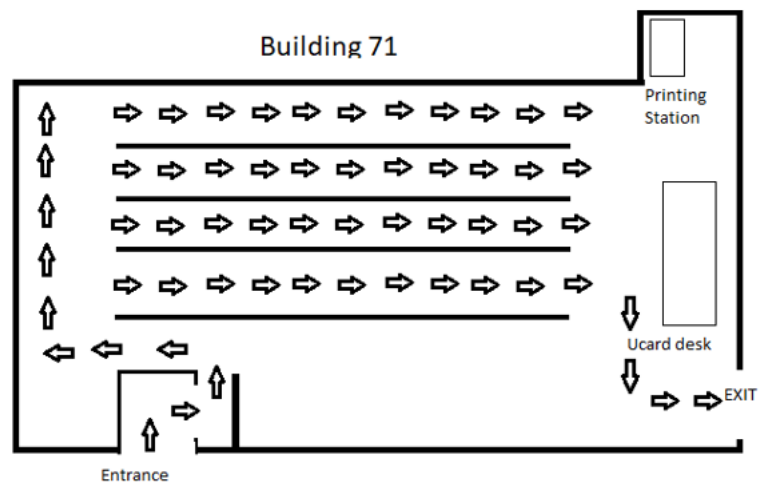 Building 71
Printing
Station
Ucard desk
EXIT
Entrance